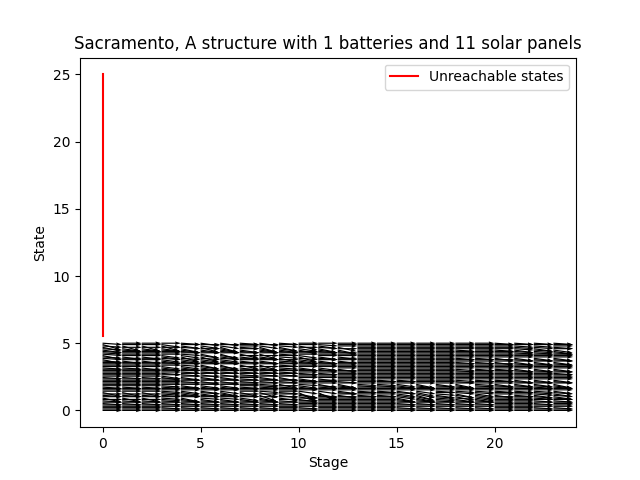 Sacramento, A structure with 1 batteries and 11 solar panels
Unreachable states
25
20
15
10
5
0
State
0 5 10 15 20
Stage